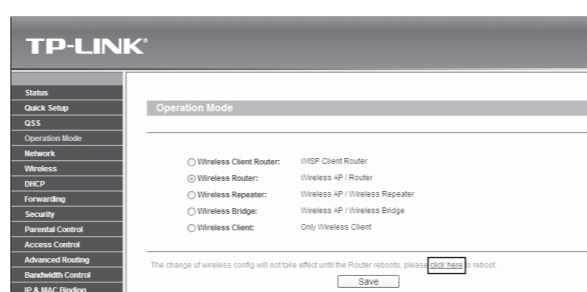 TP-LINK®
Status
Quick Setup
QSS
Operation Mode
Network
Wireless
DHCP
Forwarding
Security
Parental Control
Access Control
Advanced Routing
Bandwidth Control
IP & MAC Binding
Operation Mode
Wireless Client Router: WISP Client Router
Wireless Router: Wireless AP / Router
Wireless Repeater: Wireless AP / Wireless Repeater
Wireless Bridge: Wireless AP / Wireless Bridge
Wireless Client: Only Wireless Client
The change of wireless config will not take effect until the Router reboots, please click here to reboot.
Save